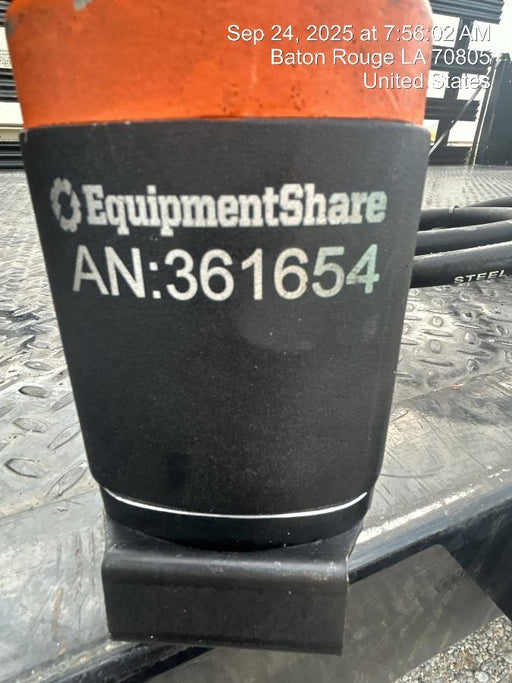 Sep 24, 2025 at 7:56:02 AM
Baton Rouge LA 70805
United States
EquipmentShare
AN:361654
STEEL